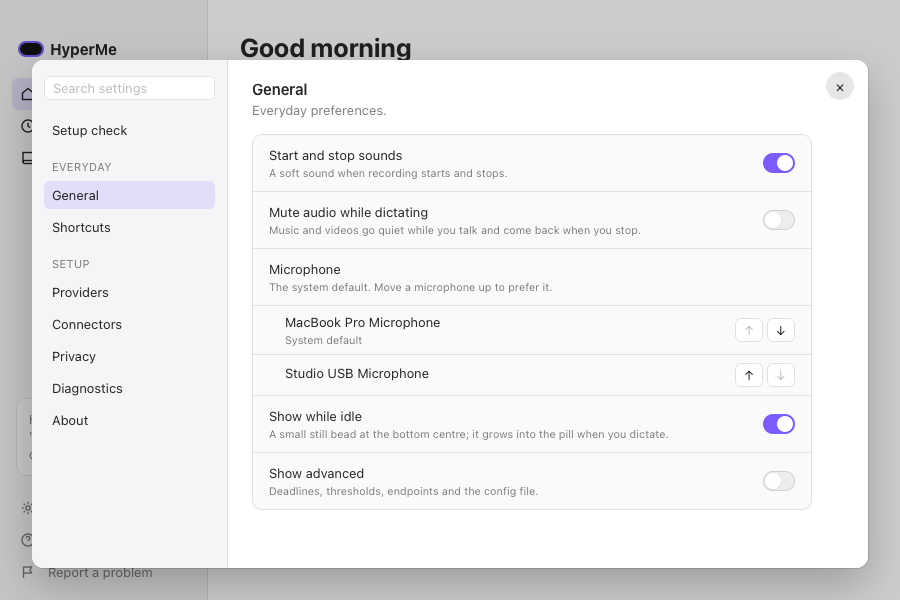 HyperMe
Good morning
Search settings
Setup check
EVERYDAY
General
Shortcuts
SETUP
Providers
Connectors
Privacy
Diagnostics
About
General
Everyday preferences.
×
Start and stop sounds
A soft sound when recording starts and stops.
Mute audio while dictating
Music and videos go quiet while you talk and come back when you stop.
Microphone
The system default. Move a microphone up to prefer it.
MacBook Pro Microphone
System default
↑ ↓
Studio USB Microphone
↑ ↓
Show while idle
A small still bead at the bottom centre; it grows into the pill when you dictate.
Show advanced
Deadlines, thresholds, endpoints and the config file.
Report a problem